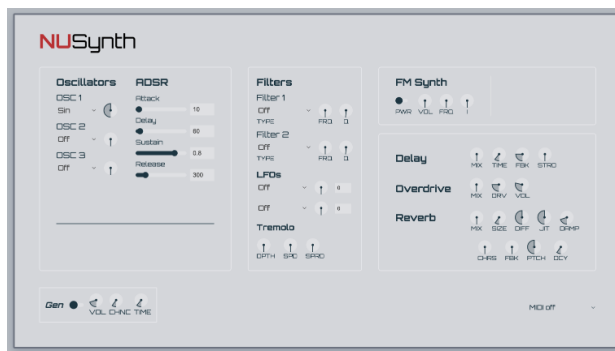 NUSynth
Oscillators
OSC 1
Sin
OSC 2
Off
OSC 3
Off
ADSR
Attack
10
Delay
60
Sustain
0.8
Release
300
Filters
Filter 1
Off
TYPE FRQ Q
Filter 2
Off
TYPE FRQ Q
LFOs
Off 0
Off 0
Tremolo
DPTH SPD SPRD
FM Synth
PWR VOL FRQ I
Delay
MIX TIME FBK STRO
Overdrive
MIX DRV VOL
Reverb
MIX SIZE DIFF JIT DAMP
CHRS FBK PTCH DCY
Gen
VOL CHNC TIME
MIDI off